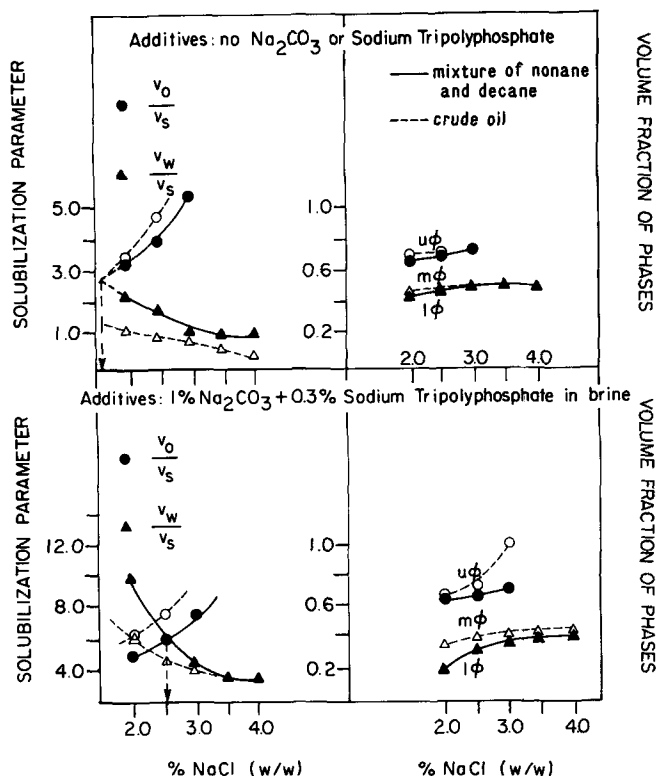 Additives: no Na2CO3 or Sodium Tripolyphosphate
SOLUBILIZATION PARAMETER
VOLUME FRACTION OF PHASES
vo
vs
vw
vs
mixture of nonane
and decane
crude oil
5.0
3.0
1.0
1.0
0.6
0.2
uϕ
mϕ
lϕ
2.0
3.0
4.0
Additives: 1% Na2CO3 + 0.3% Sodium Tripolyphosphate in brine
SOLUBILIZATION PARAMETER
VOLUME FRACTION OF PHASES
vo
vs
vw
vs
12.0
8.0
4.0
1.0
0.6
0.2
uϕ
mϕ
lϕ
2.0
3.0
4.0
2.0
3.0
4.0
% NaCl (w/w)
% NaCl (w/w)